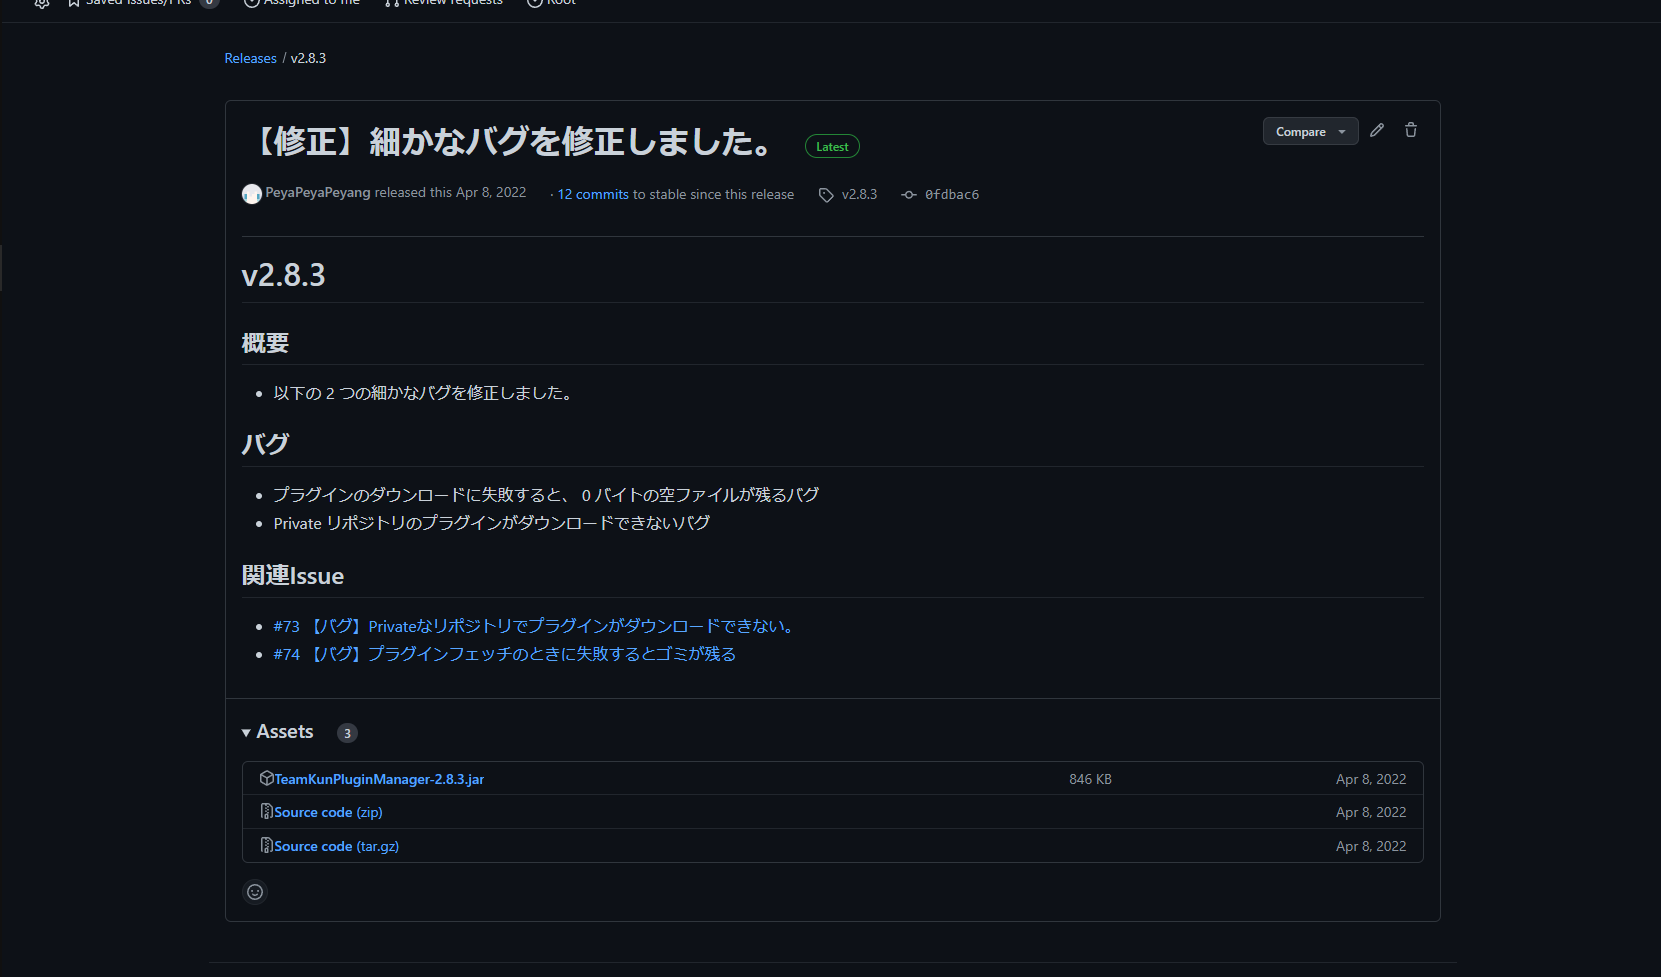 Saved Issues/PRs 0 Assigned to me Review requests Root
Releases / v2.8.3
【修正】細かなバグを修正しました。 Latest
Compare
PeyaPeyaPeyang released this Apr 8, 2022 · 12 commits to stable since this release v2.8.3 0fdbac6
v2.8.3
概要
以下の 2 つの細かなバグを修正しました。
バグ
プラグインのダウンロードに失敗すると、 0 バイトの空ファイルが残るバグ
Private リポジトリのプラグインがダウンロードできないバグ
関連Issue
#73 【バグ】Privateなリポジトリでプラグインがダウンロードできない。
#74 【バグ】プラグインフェッチのときに失敗するとゴミが残る
Assets 3
TeamKunPluginManager-2.8.3.jar 846 KB Apr 8, 2022
Source code (zip) Apr 8, 2022
Source code (tar.gz) Apr 8, 2022